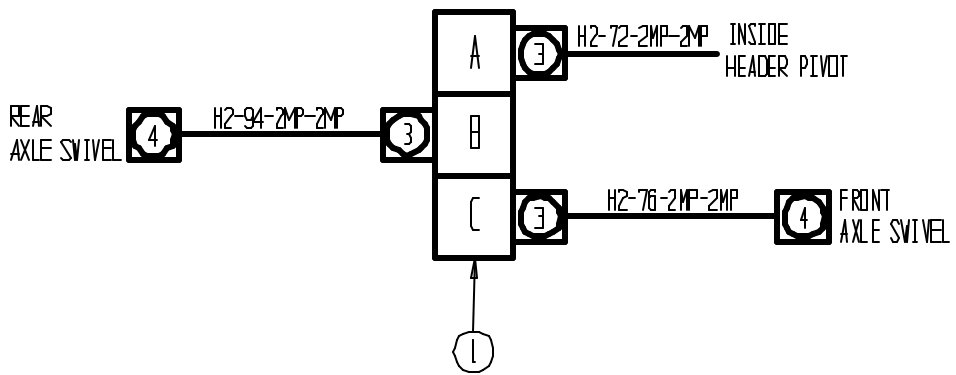 A
3
H2-72-2MP-2MP
INSIDE
HEADER PIVOT
REAR
AXLE SWIVEL
4
H2-94-2MP-2MP
3
B
C
3
H2-76-2MP-2MP
4
FRONT
AXLE SWIVEL
1